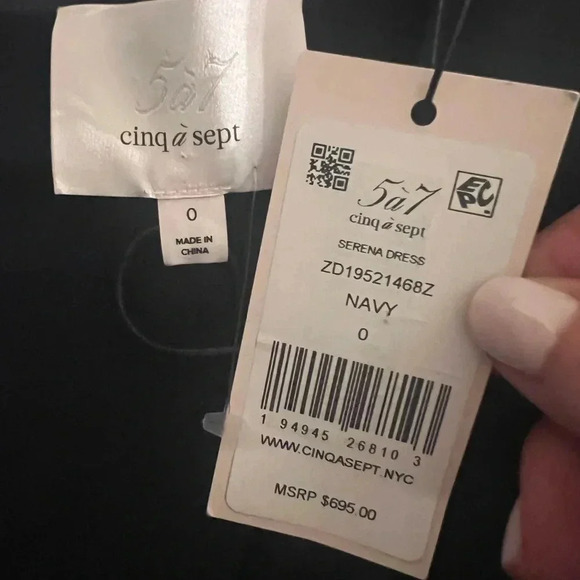 5à7
cinq à sept
0
MADE IN
CHINA
5à7
cinq à sept
ECP
SERENA DRESS
ZD19521468Z
NAVY
0
1 94945 26810 3
WWW.CINQASEPT.NYC
MSRP $695.00